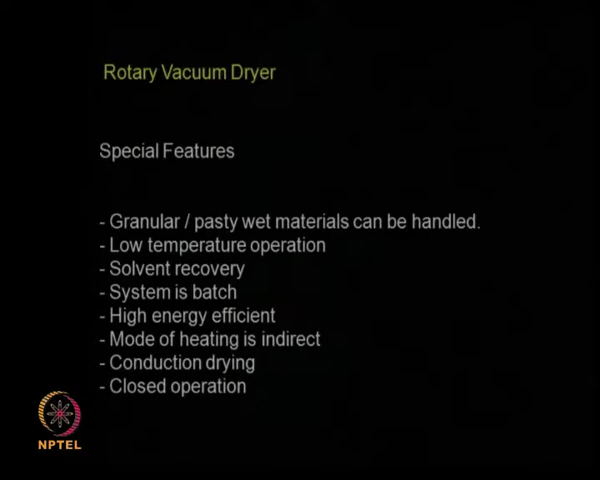 Rotary Vacuum Dryer
Special Features
- Granular / pasty wet materials can be handled.
- Low temperature operation
- Solvent recovery
- System is batch
- High energy efficient
- Mode of heating is indirect
- Conduction drying
- Closed operation
NPTEL